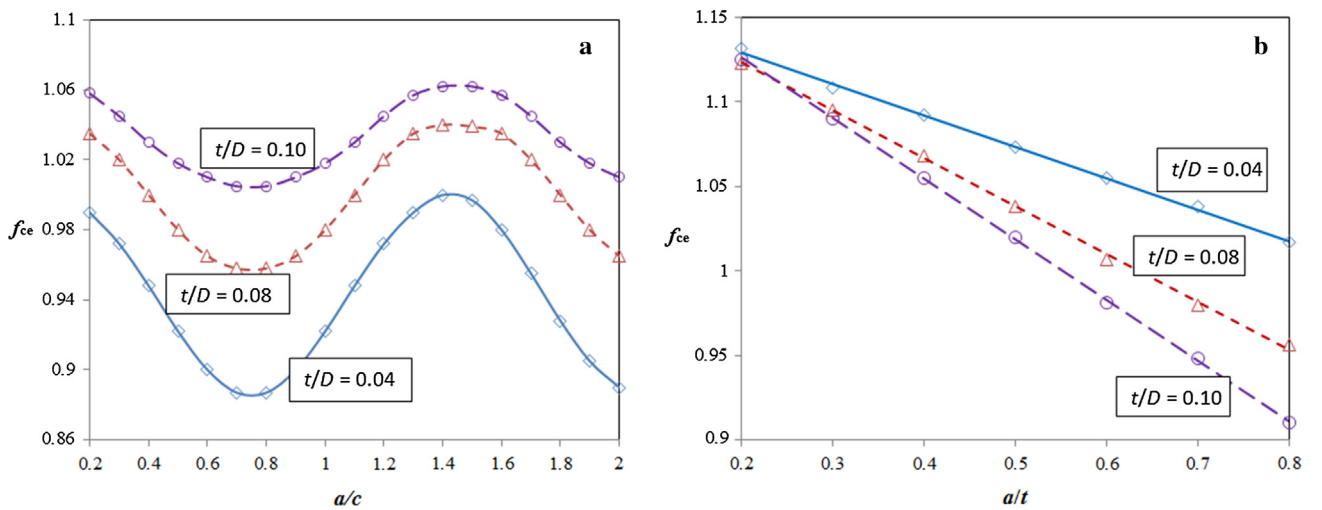 1.1
1.06
1.02
0.98
0.94
0.9
0.86
fce
a
t/D = 0.10
t/D = 0.08
t/D = 0.04
0.2 0.4 0.6 0.8 1 1.2 1.4 1.6 1.8 2
a/c
1.15
1.1
1.05
1
0.95
0.9
fce
b
t/D = 0.04
t/D = 0.08
t/D = 0.10
0.2 0.3 0.4 0.5 0.6 0.7 0.8
a/t